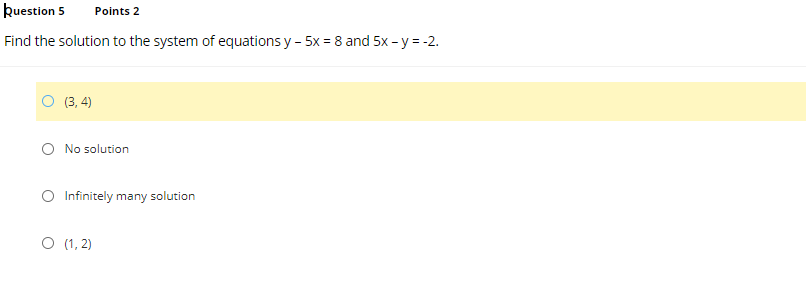 Question 5 Points 2
Find the solution to the system of equations y – 5x = 8 and 5x – y = -2.
(3, 4)
No solution
Infinitely many solution
(1, 2)